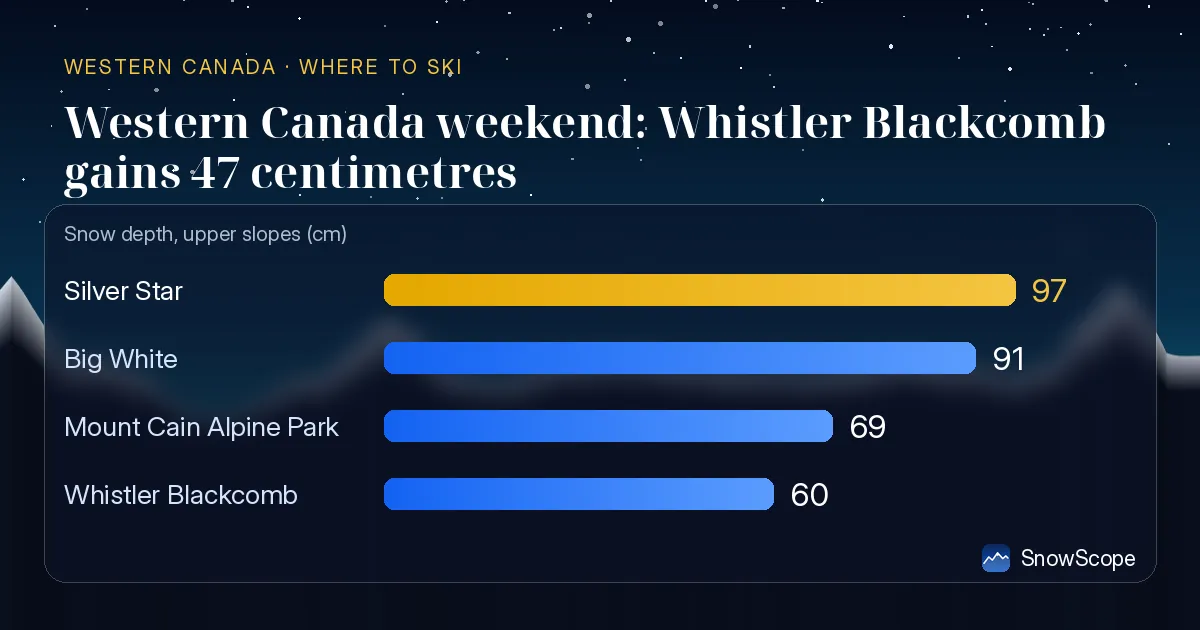 WESTERN CANADA · WHERE TO SKI
Western Canada weekend: Whistler Blackcomb
gains 47 centimetres
Snow depth, upper slopes (cm)
Silver Star 97
Big White 91
Mount Cain Alpine Park 69
Whistler Blackcomb 60
SnowScope